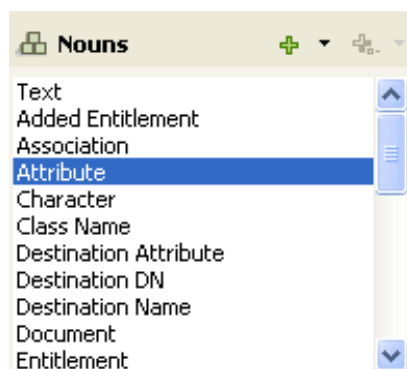 Nouns
Text
Added Entitlement
Association
Attribute
Character
Class Name
Destination Attribute
Destination DN
Destination Name
Document
Entitlement